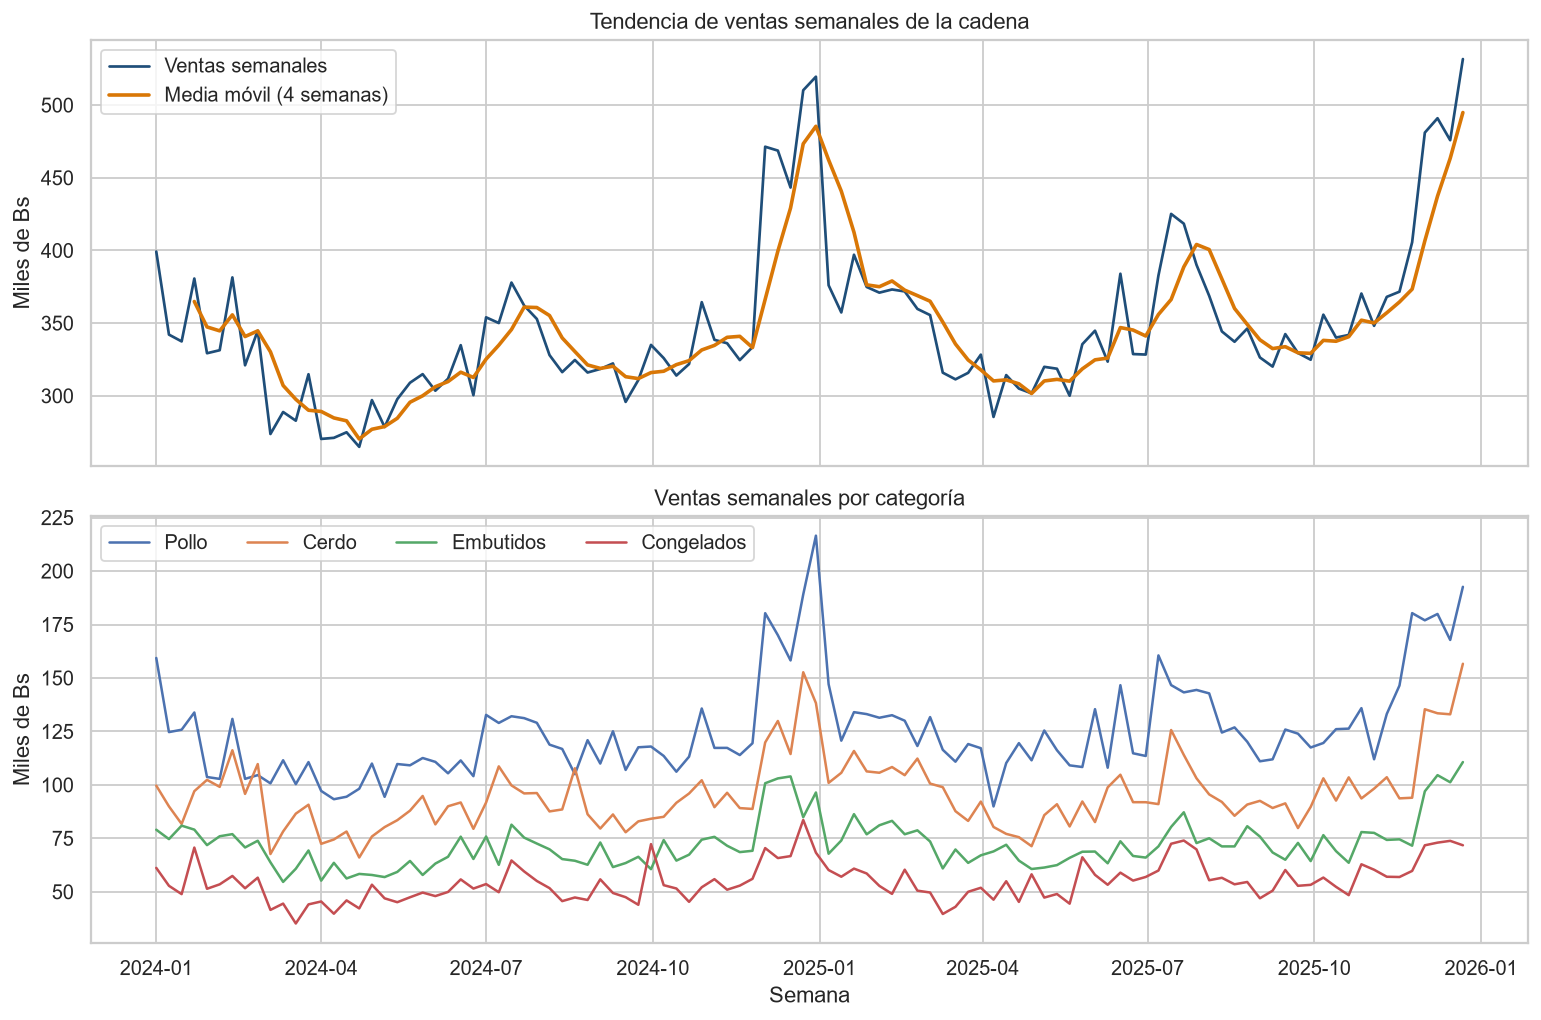 Tendencia de ventas semanales de la cadena
Ventas semanales
Media móvil (4 semanas)
Miles de Bs
500
450
400
350
300
Ventas semanales por categoría
Pollo Cerdo Embutidos Congelados
Miles de Bs
225
200
175
150
125
100
75
50
2024-01 2024-04 2024-07 2024-10 2025-01 2025-04 2025-07 2025-10 2026-01
Semana